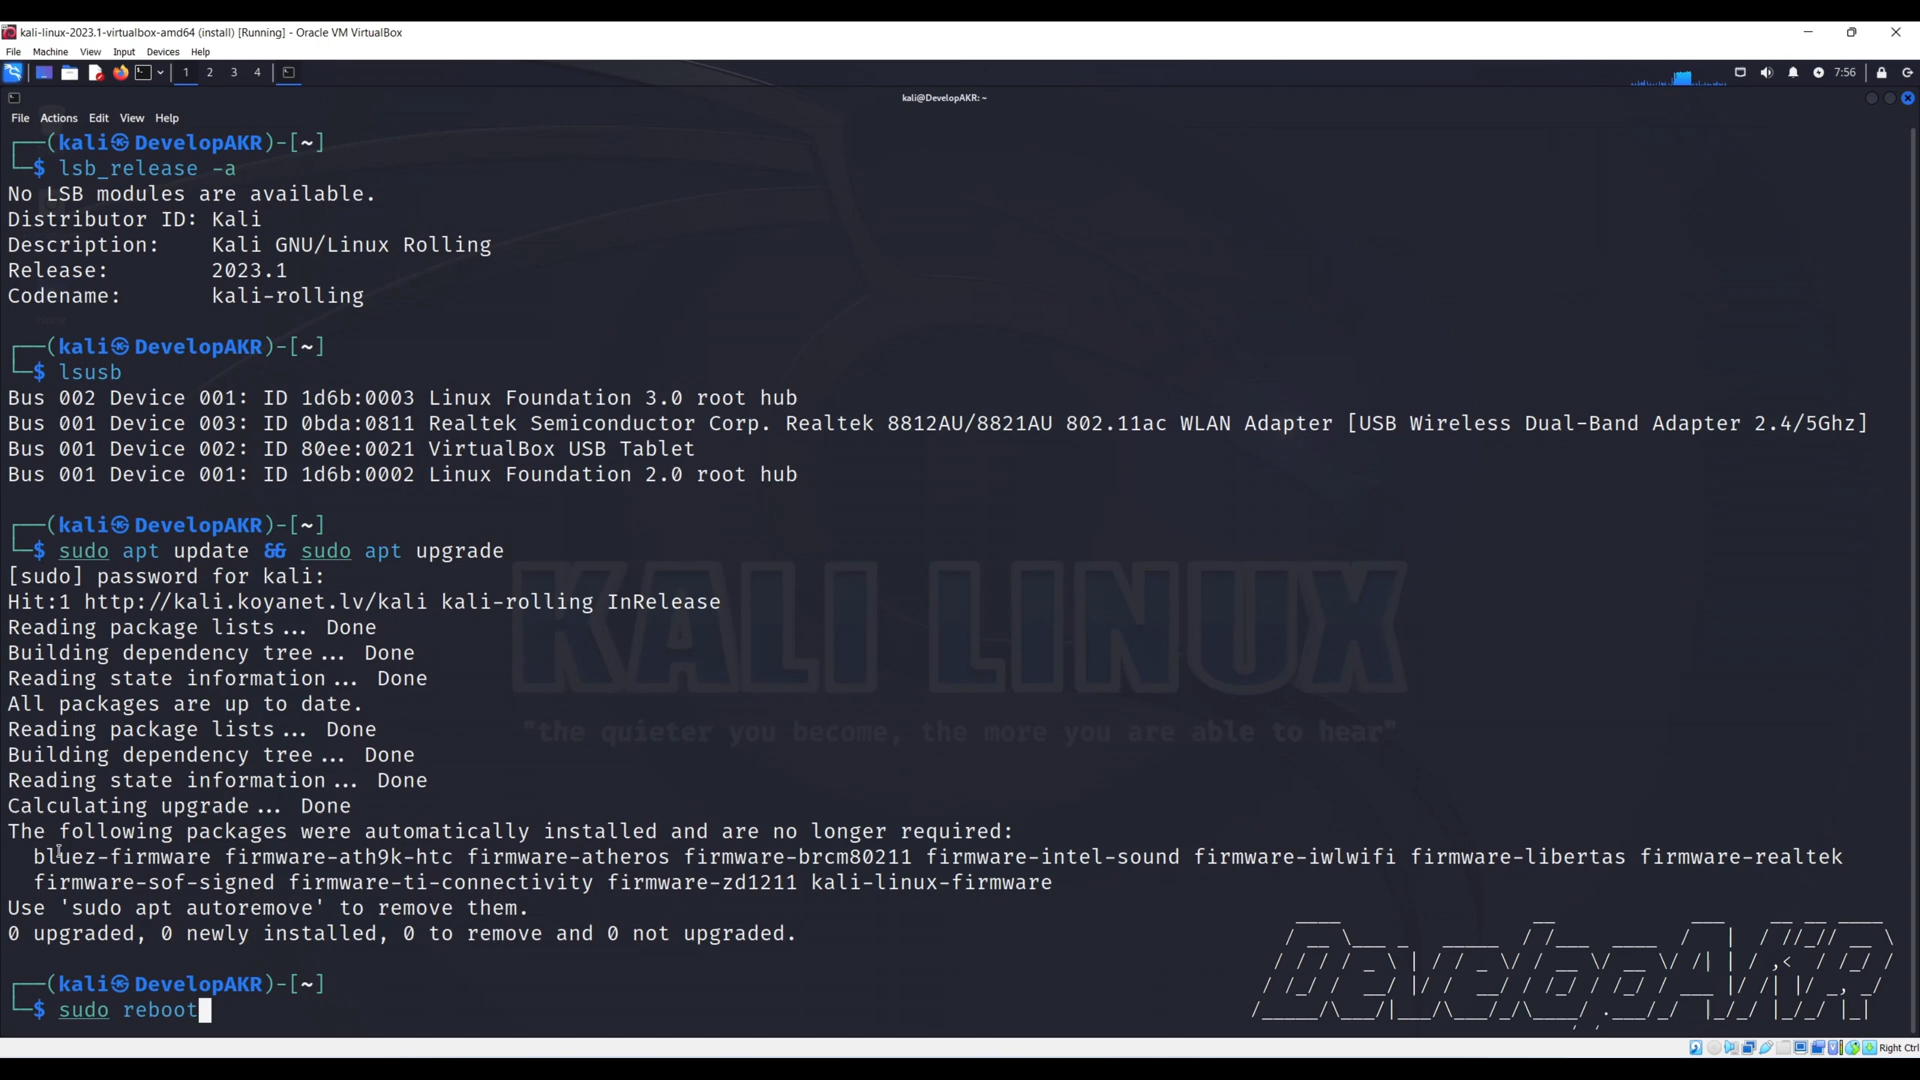 kali-linux-2023.1-virtualbox-amd64 (install) [Running] - Oracle VM VirtualBox
File Machine View Input Devices Help
1 2 3 4 7:56
kali@DevelopAKR: ~
File Actions Edit View Help
┌──(kali㉿DevelopAKR)-[~]
└─$ lsb_release -a
No LSB modules are available.
Distributor ID: Kali
Description: Kali GNU/Linux Rolling
Release: 2023.1
Codename: kali-rolling
┌──(kali㉿DevelopAKR)-[~]
└─$ lsusb
Bus 002 Device 001: ID 1d6b:0003 Linux Foundation 3.0 root hub
Bus 001 Device 003: ID 0bda:0811 Realtek Semiconductor Corp. Realtek 8812AU/8821AU 802.11ac WLAN Adapter [USB Wireless Dual-Band Adapter 2.4/5Ghz]
Bus 001 Device 002: ID 80ee:0021 VirtualBox USB Tablet
Bus 001 Device 001: ID 1d6b:0002 Linux Foundation 2.0 root hub
┌──(kali㉿DevelopAKR)-[~]
└─$ sudo apt update && sudo apt upgrade
[sudo] password for kali:
Hit:1 http://kali.koyanet.lv/kali kali-rolling InRelease
Reading package lists... Done
Building dependency tree... Done
Reading state information... Done
All packages are up to date.
Reading package lists... Done
Building dependency tree... Done
Reading state information... Done
Calculating upgrade... Done
The following packages were automatically installed and are no longer required:
bluez-firmware firmware-ath9k-htc firmware-atheros firmware-brcm80211 firmware-intel-sound firmware-iwlwifi firmware-libertas firmware-realtek
firmware-sof-signed firmware-ti-connectivity firmware-zd1211 kali-linux-firmware
Use 'sudo apt autoremove' to remove them.
0 upgraded, 0 newly installed, 0 to remove and 0 not upgraded.
┌──(kali㉿DevelopAKR)-[~]
└─$ sudo reboot
KALI LINUX
"the quieter you become, the more you are able to hear"
DevelopAKR
Right Ctrl